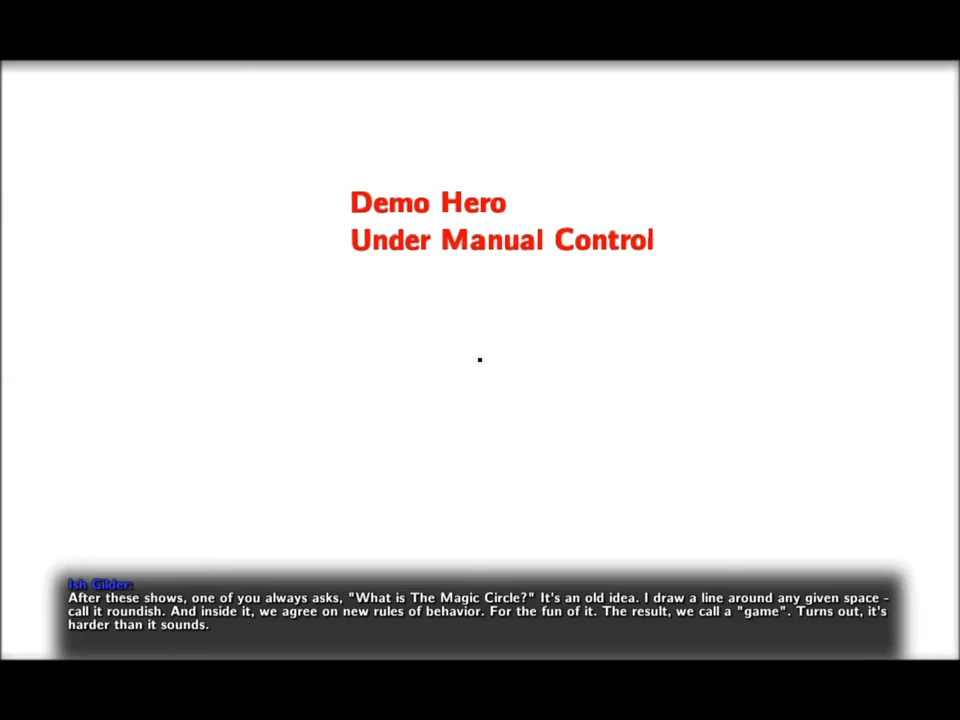 Demo Hero
Under Manual Control
Ish Gilder:
After these shows, one of you always asks, "What is The Magic Circle?" It's an old idea. I draw a line around any given space -
call it roundish. And inside it, we agree on new rules of behavior. For the fun of it. The result, we call a "game". Turns out, it's
harder than it sounds.